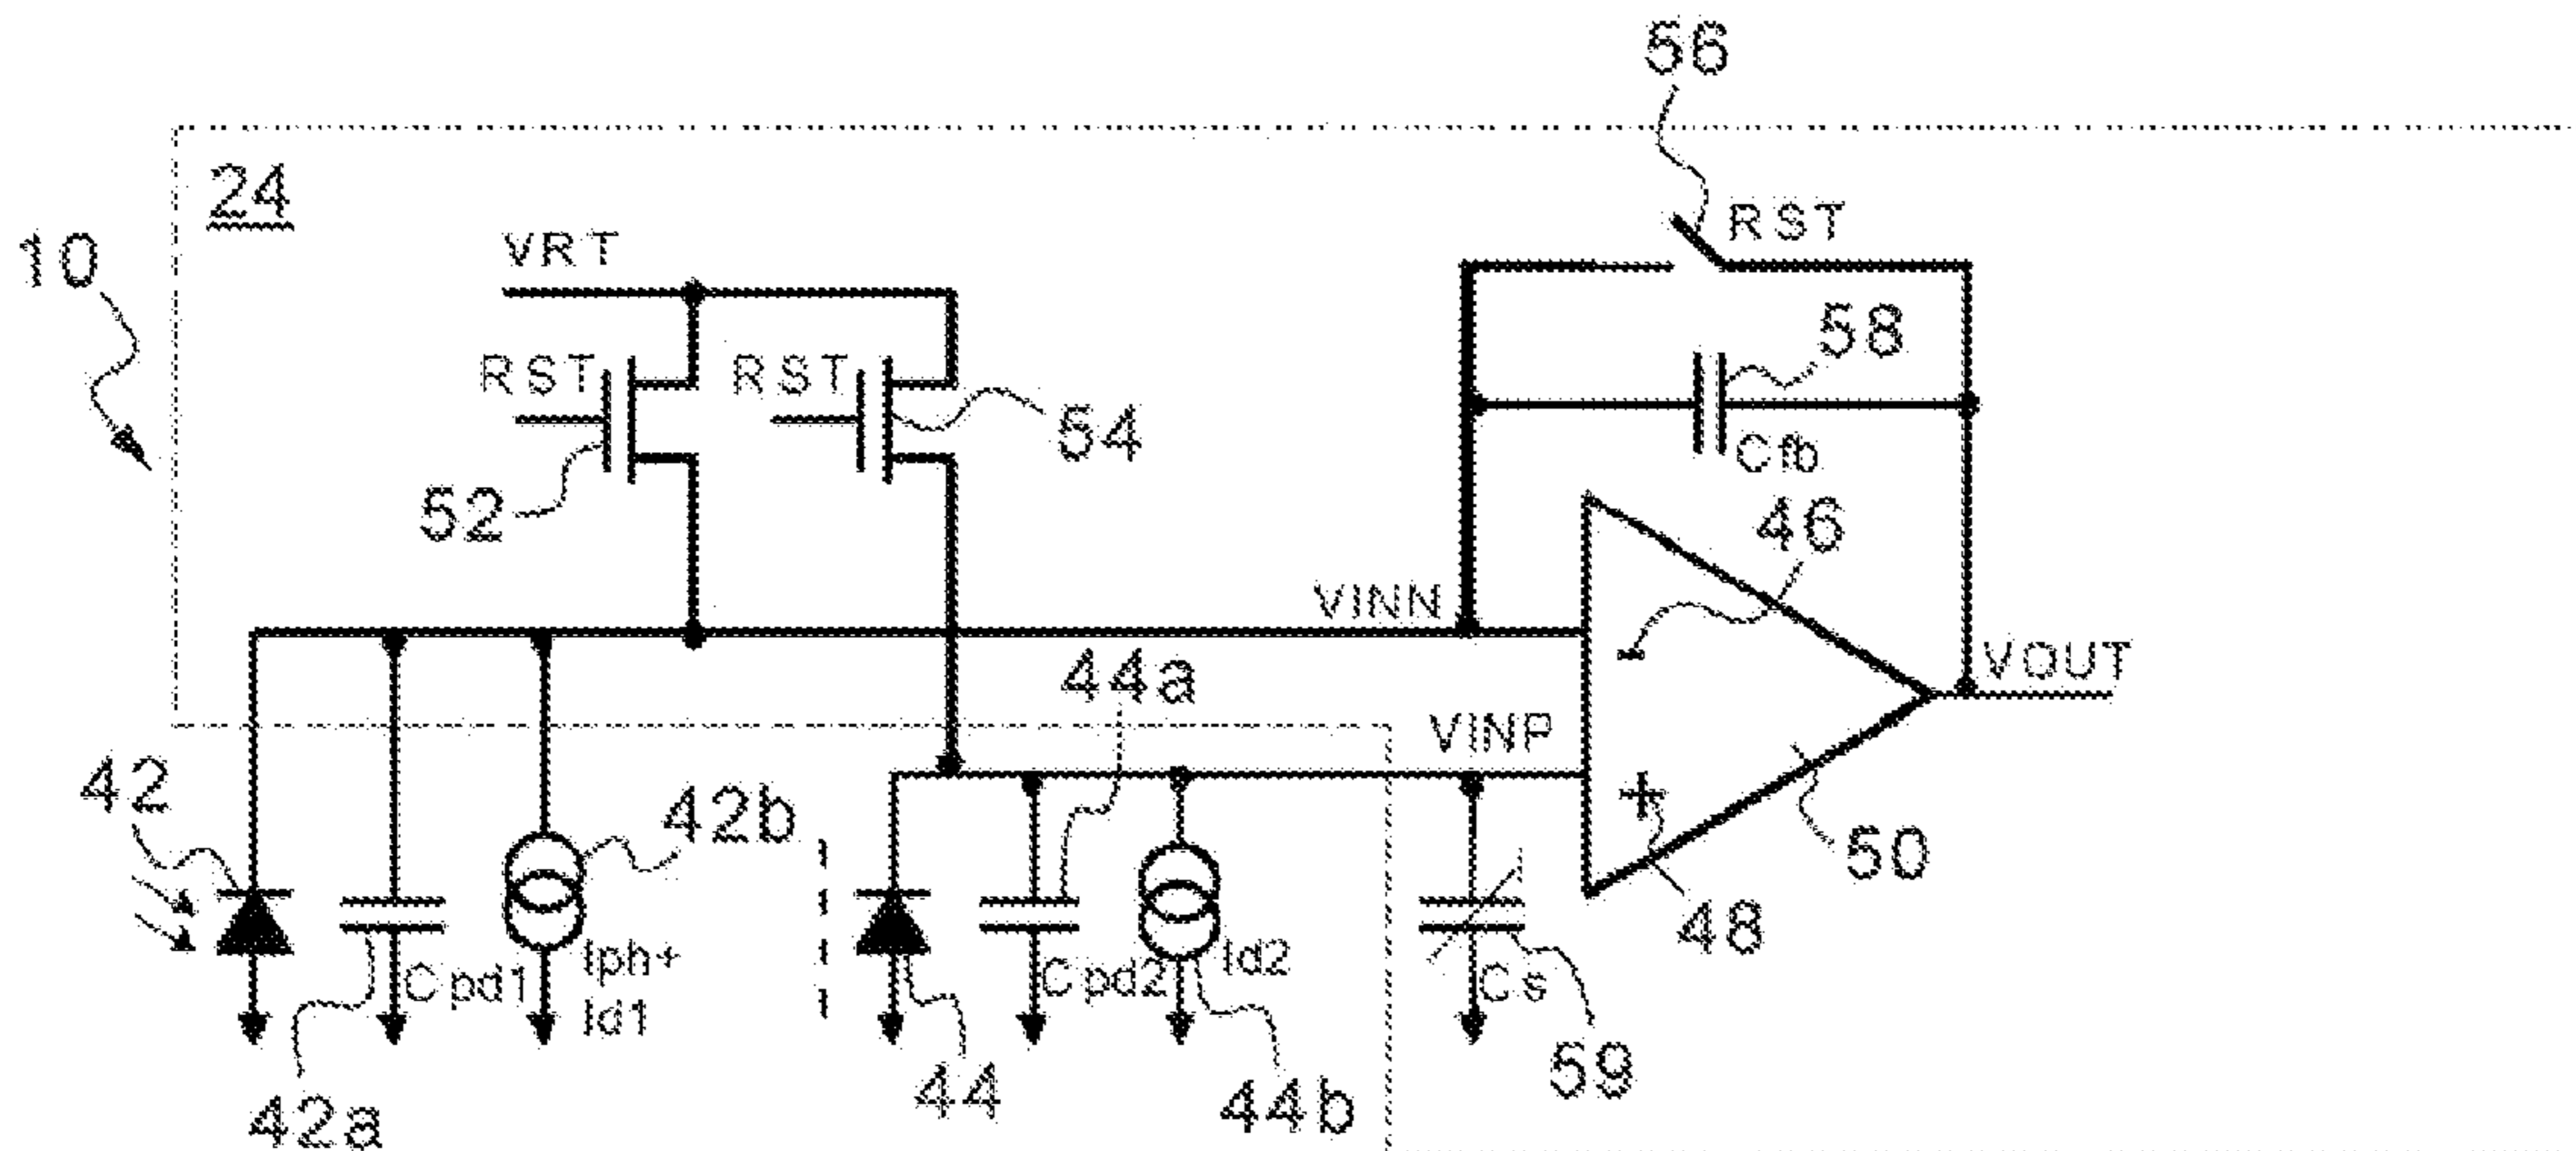 56
24
RST
10
VRT
58
RST
RST
54
Cfb
52
46
VINN
44a
VOUT
VINP
42
42b
50
-
+
48
Iph+
Id1
Cpd1
Cpd2
Id2
Cs
59
44
44b
42a